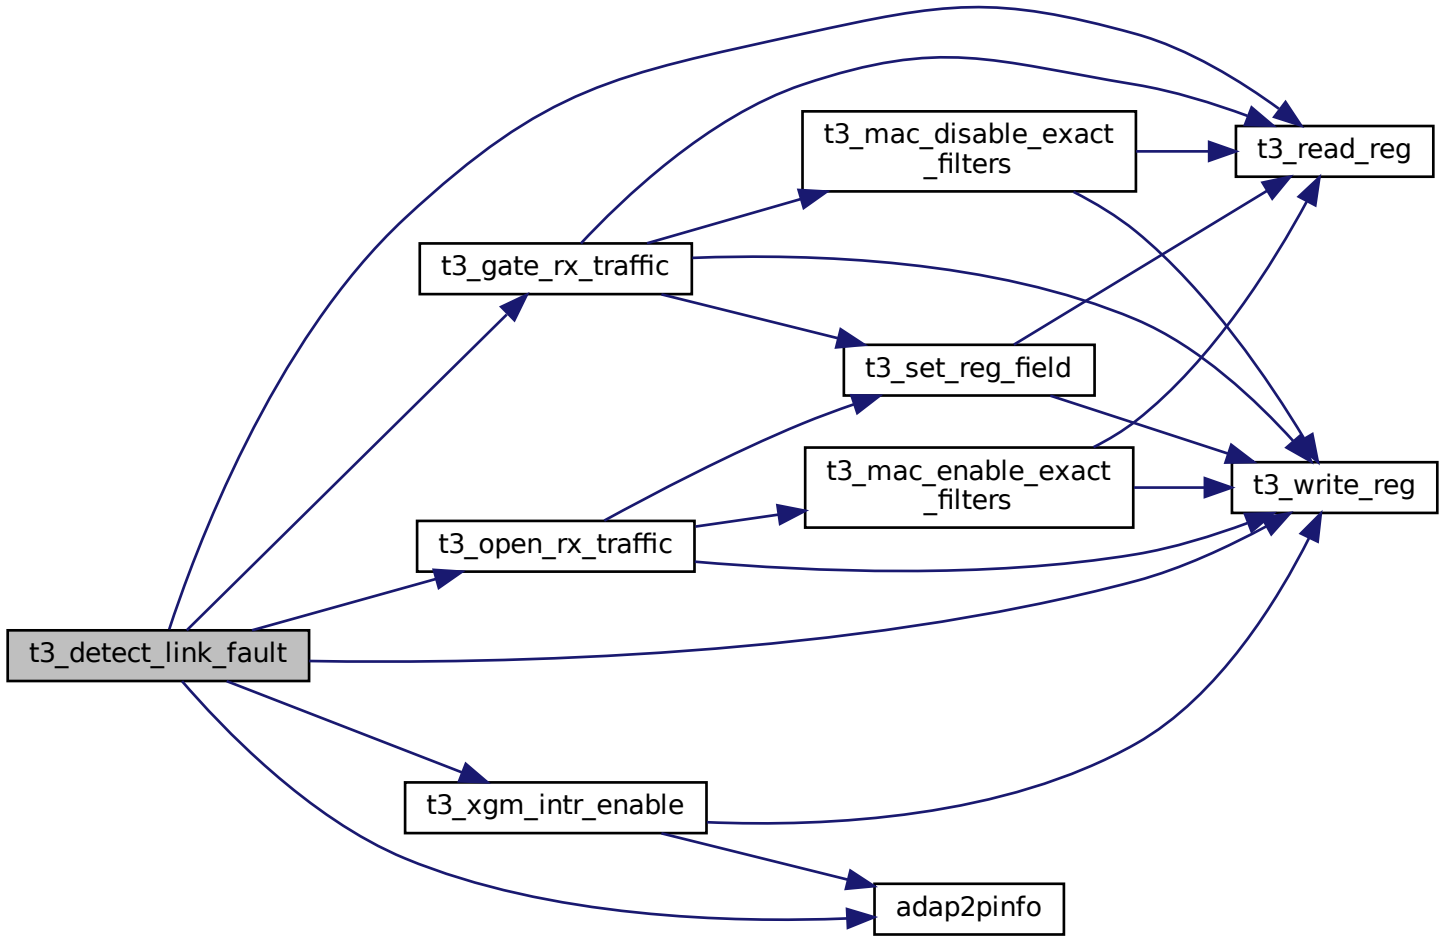 t3_mac_disable_exact
_filters
t3_read_reg
t3_gate_rx_traffic
t3_set_reg_field
t3_mac_enable_exact
_filters
t3_write_reg
t3_open_rx_traffic
t3_detect_link_fault
t3_xgm_intr_enable
adap2pinfo